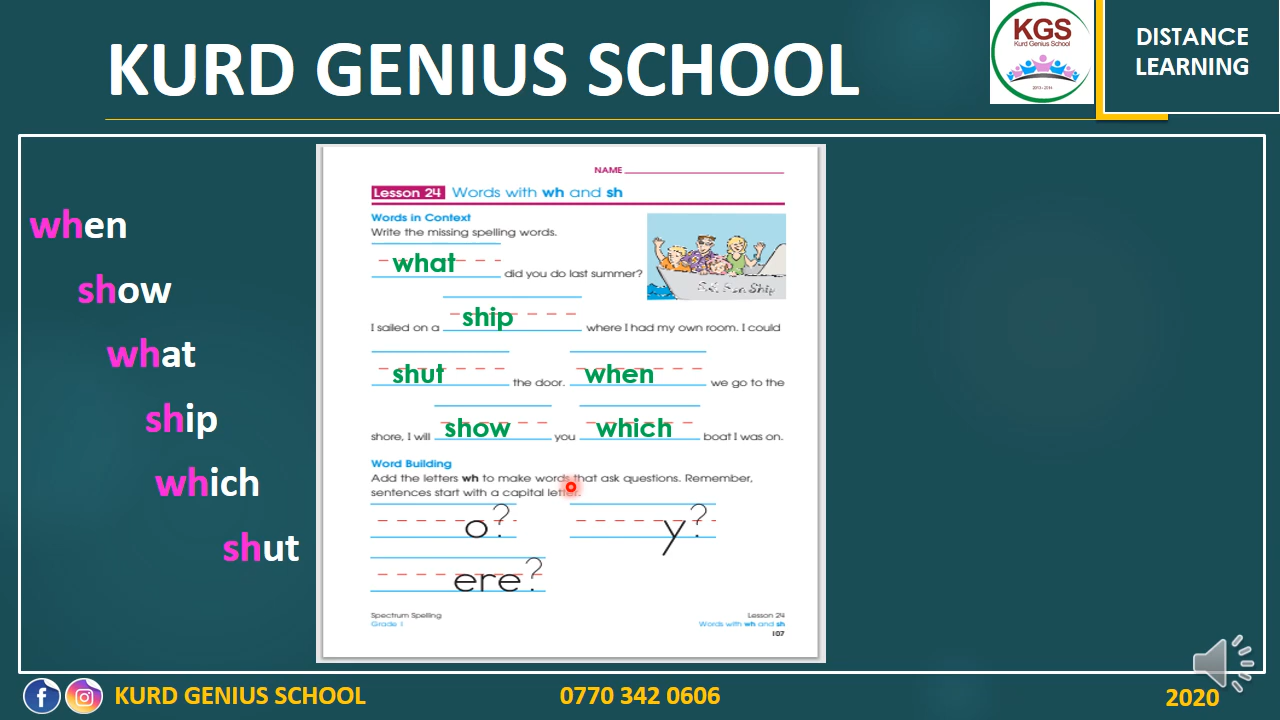 KURD GENIUS SCHOOL
KGS
Kurd Genius School
DISTANCE
LEARNING
when
show
what
ship
which
shut
NAME
Lesson 24 Words with wh and sh
Words in Context
Write the missing spelling words.
what did you do last summer?
I sailed on a ship where I had my own room. I could
shut the door. when we go to the
shore, I will show you which boat I was on.
Word Building
Add the letters wh to make words that ask questions. Remember,
sentences start with a capital letter.
o? y?
ere?
Spectrum Spelling
Grade 1
Lesson 24
Words with wh and sh
107
KURD GENIUS SCHOOL 0770 342 0606 2020